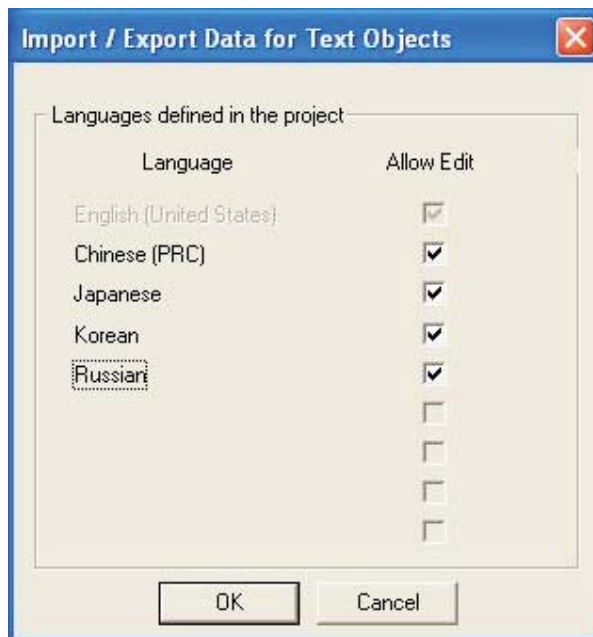 Import / Export Data for Text Objects
Languages defined in the project
Language Allow Edit
English (United States)
Chinese (PRC)
Japanese
Korean
Russian
OK Cancel